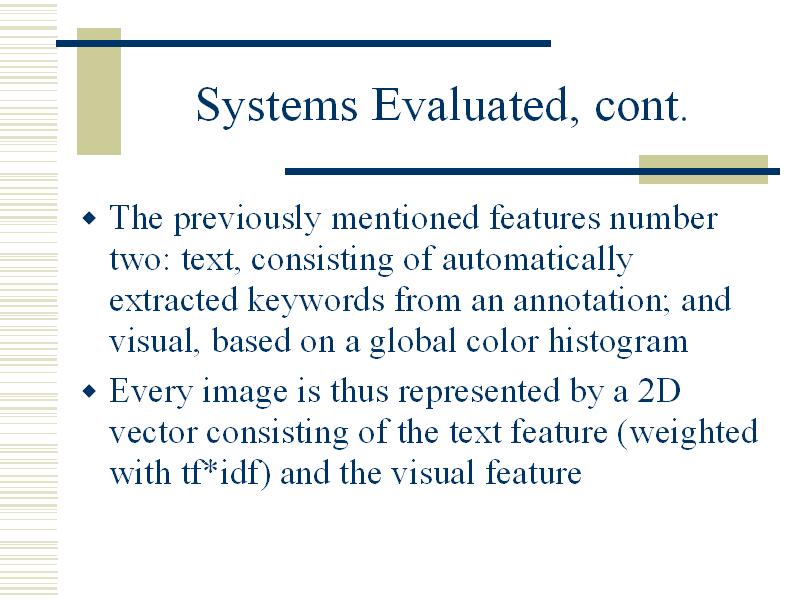 Systems Evaluated, cont.
The previously mentioned features number
two: text, consisting of automatically
extracted keywords from an annotation; and
visual, based on a global color histogram
Every image is thus represented by a 2D
vector consisting of the text feature (weighted
with tf*idf) and the visual feature